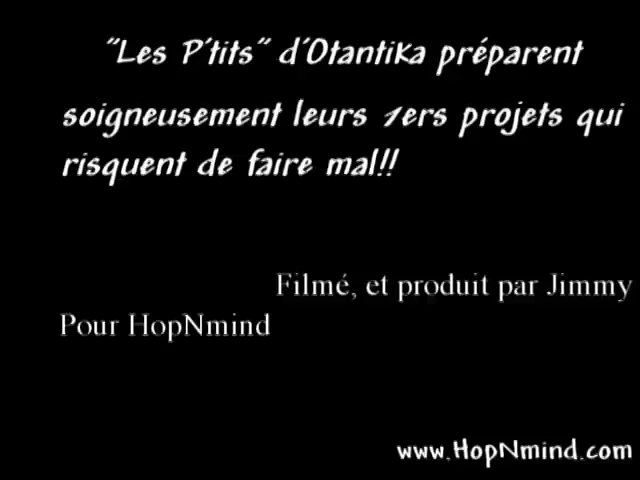 "Les P'tits" d'Otantika préparent
soigneusement leurs 1ers projets qui
risquent de faire mal!!
Filmé, et produit par Jimmy
Pour HopNmind
www.HopNmind.com